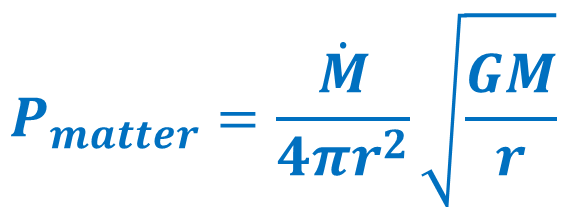 P_matter = Ṁ/(4πr²) √(GM/r)